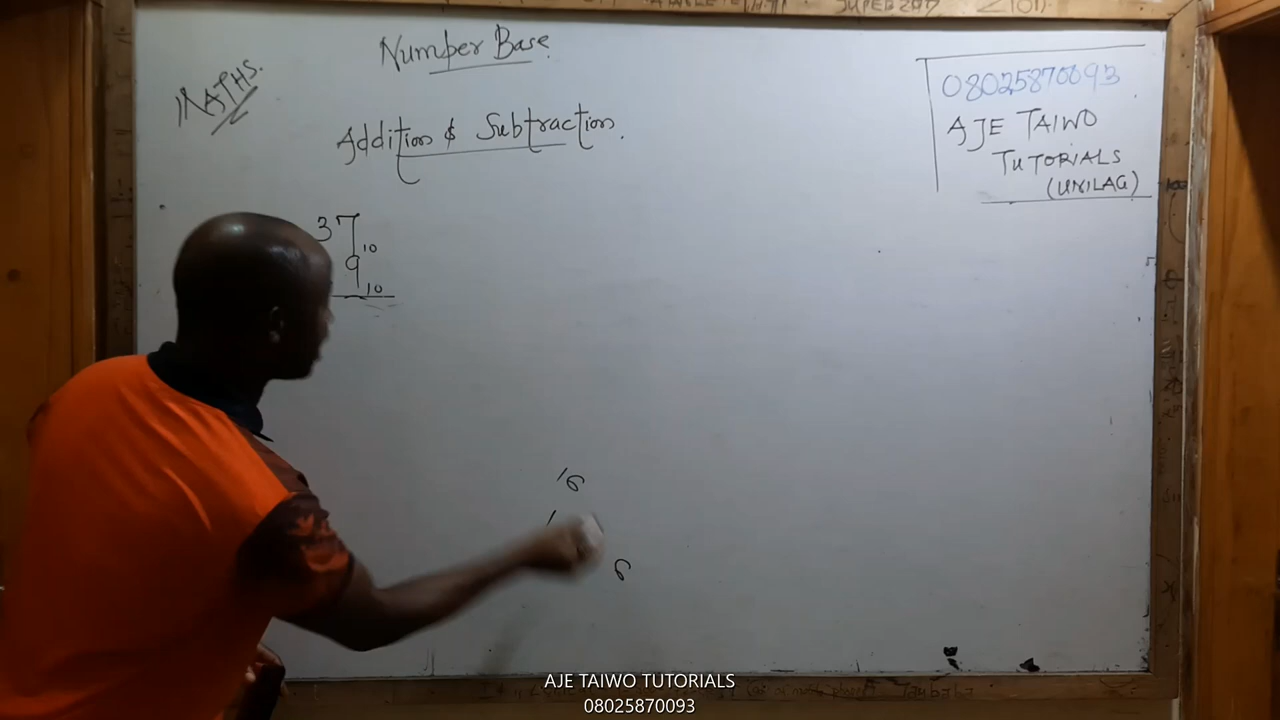 Number Base.
MATHS.
Addition & Subtraction.
37 10
9 10
16
6
08025870093
AJE TAIWO
TUTORIALS
(UNILAG)
AJE TAIWO TUTORIALS
08025870093